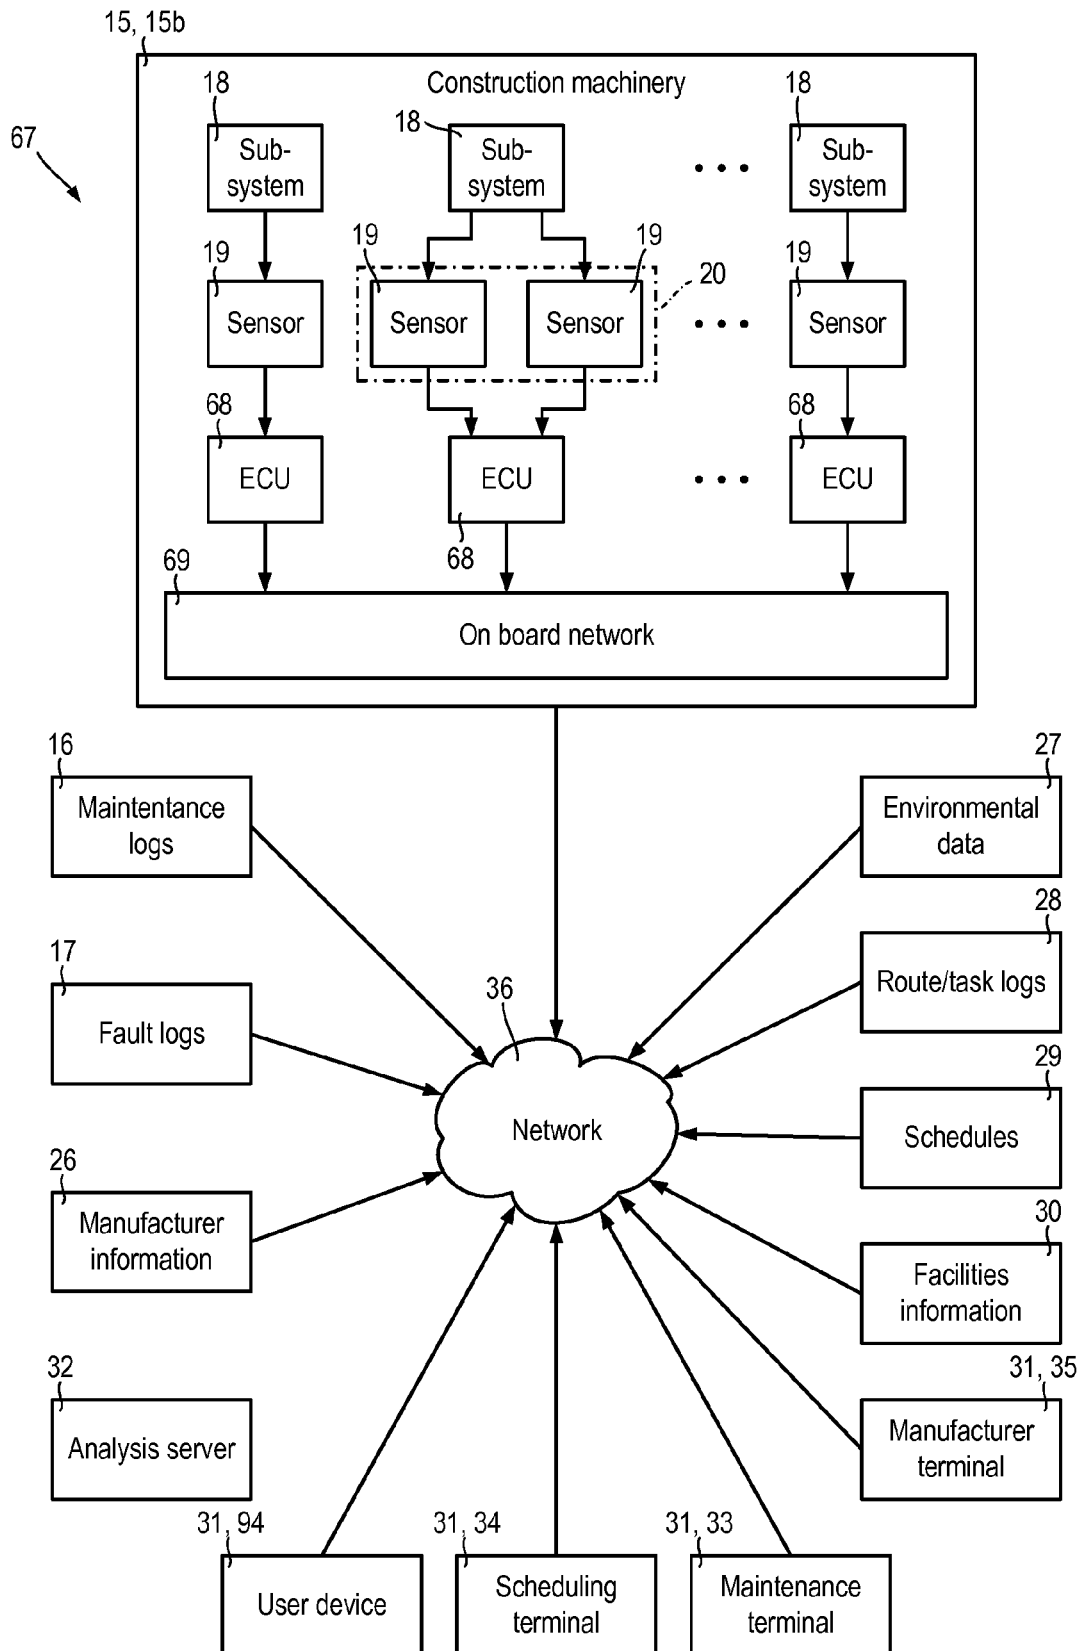 15, 15b
Construction machinery
67
18
18
18
Sub-
system
Sub-
system
• • •
Sub-
system
19
19
19
20
19
Sensor
Sensor
Sensor
• • •
Sensor
68
68
ECU
ECU
• • •
ECU
68
69
On board network
16
Maintentance
logs
27
Environmental
data
28
Route/task logs
17
Fault logs
36
Network
29
Schedules
26
Manufacturer
information
30
Facilities
information
32
Analysis server
31, 35
Manufacturer
terminal
31, 94
User device
31, 34
Scheduling
terminal
31, 33
Maintenance
terminal